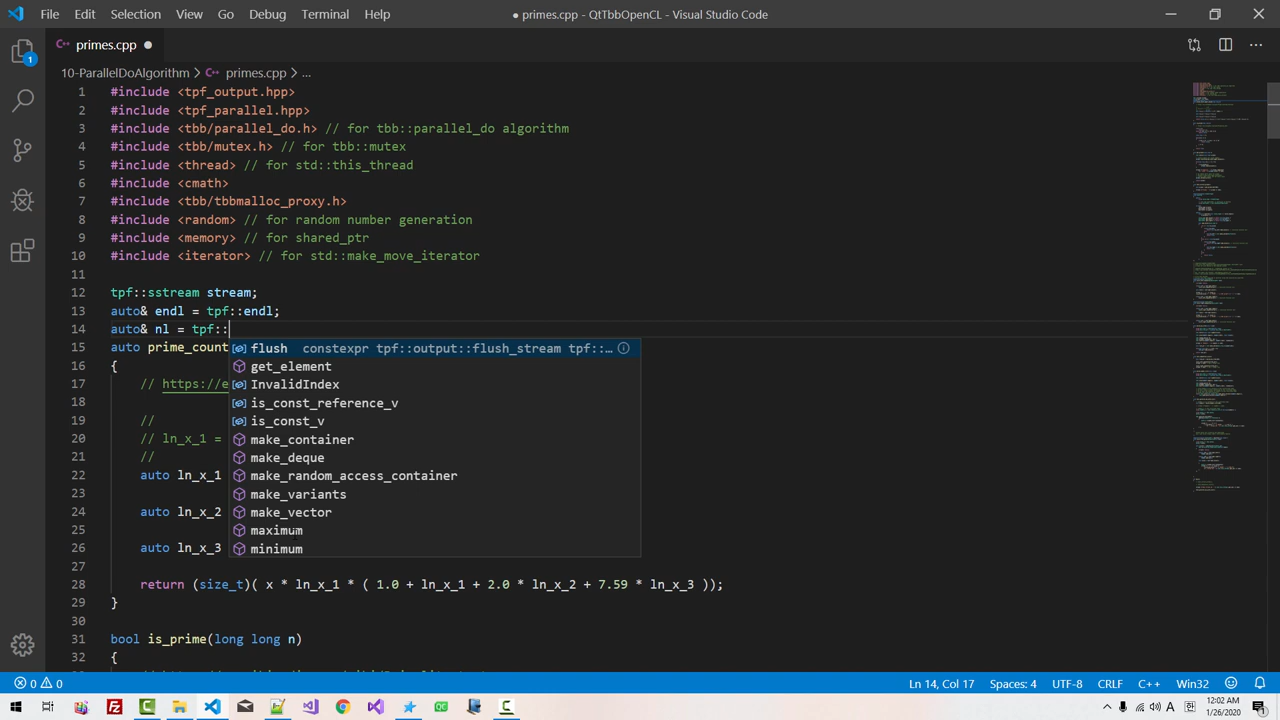 File Edit Selection View Go Debug Terminal Help
● primes.cpp - QtTbbOpenCL - Visual Studio Code
primes.cpp ●
10-ParallelDoAlgorithm > primes.cpp > ...
1 #include <tpf_output.hpp>
2 #include <tpf_parallel.hpp>
3 #include <tbb/parallel_do.h> // for tbb::parallel_do algorithm
4 #include <tbb/mutex.h> // for tbb::mutex
5 #include <thread> // for std::this_thread
6 #include <cmath>
7 #include <tbb/tbbmalloc_proxy.h>
8 #include <random> // for random number generation
9 #include <memory> // for shared_ptr
10 #include <iterator> // for std::make_move_iterator
11
12 tpf::sstream stream;
13 auto& endl = tpf::endl;
14 auto& nl = tpf::
flush
get_element
InvalidIndex
is_const_reference_v
is_const_v
make_container
make_deque
make_random_access_container
make_variants
make_vector
maximum
minimum
15 auto prime_count
16 {
17 // https://e
18
19 //
20 // ln_x_1 =
21 //
22 auto ln_x_1
23
24 auto ln_x_2
25
26 auto ln_x_3
27
28 return (size_t)( x * ln_x_1 * ( 1.0 + ln_x_1 + 2.0 * ln_x_2 + 7.59 * ln_x_3 ));
29 }
30
31 bool is_prime(long long n)
32 {
0 0
Ln 14, Col 17 Spaces: 4 UTF-8 CRLF C++ Win32
12:02 AM
1/26/2020